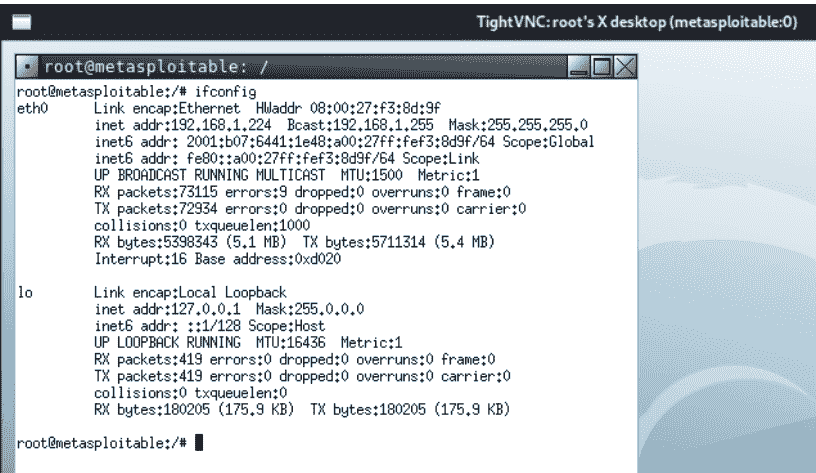 TightVNC: root's X desktop (metasploitable:0)
root@metasploitable: /
root@metasploitable:/# ifconfig
eth0 Link encap:Ethernet HWaddr 08:00:27:f3:8d:9f
inet addr:192.168.1.224 Bcast:192.168.1.255 Mask:255.255.255.0
inet6 addr: 2001:b07:6441:1e48:a00:27ff:fef3:8d9f/64 Scope:Global
inet6 addr: fe80::a00:27ff:fef3:8d9f/64 Scope:Link
UP BROADCAST RUNNING MULTICAST MTU:1500 Metric:1
RX packets:73115 errors:9 dropped:0 overruns:0 frame:0
TX packets:72934 errors:0 dropped:0 overruns:0 carrier:0
collisions:0 txqueuelen:1000
RX bytes:5398343 (5.1 MB) TX bytes:5711314 (5.4 MB)
Interrupt:16 Base address:0xd020
lo Link encap:Local Loopback
inet addr:127.0.0.1 Mask:255.0.0.0
inet6 addr: ::1/128 Scope:Host
UP LOOPBACK RUNNING MTU:16436 Metric:1
RX packets:419 errors:0 dropped:0 overruns:0 frame:0
TX packets:419 errors:0 dropped:0 overruns:0 carrier:0
collisions:0 txqueuelen:0
RX bytes:180205 (175.9 KB) TX bytes:180205 (175.9 KB)
root@metasploitable:/#